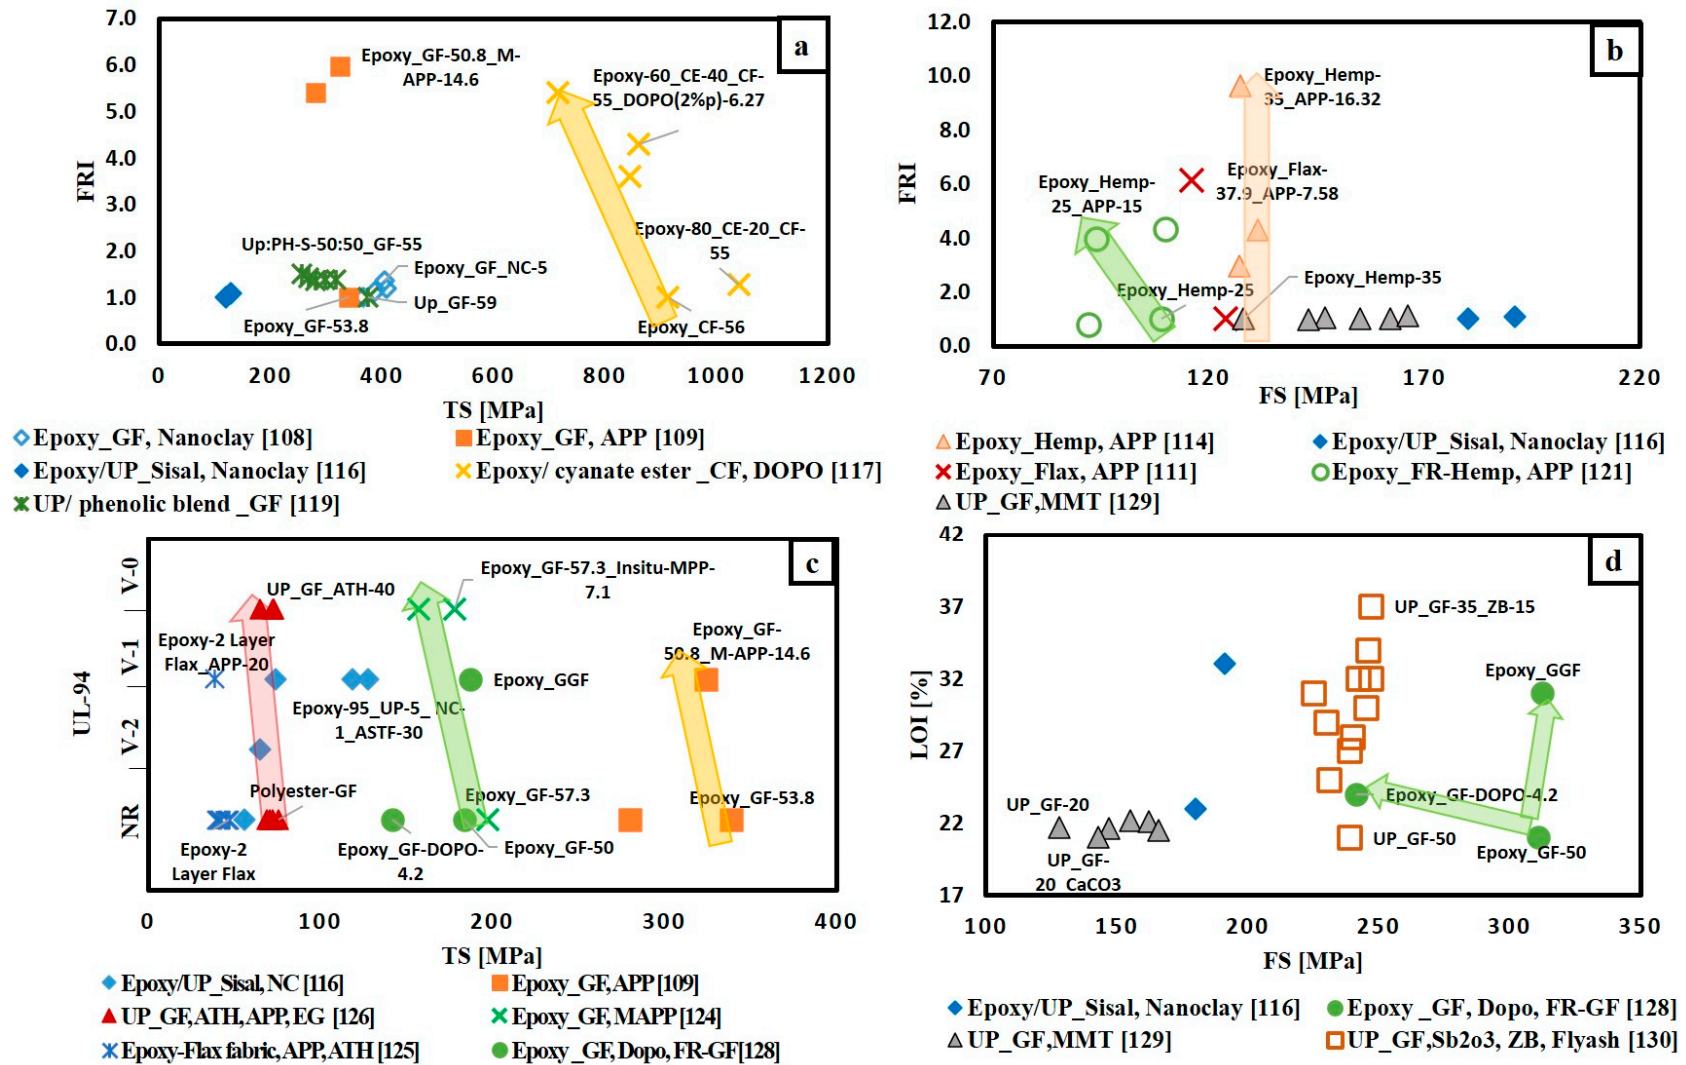 a
7.0
6.0
5.0
4.0
3.0
2.0
1.0
0.0
FRI
Epoxy_GF-50.8_M-
APP-14.6
Epoxy-60_CE-40_CF-
55_DOPO(2%p)-6.27
Up:PH-S-50:50_GF-55
Epoxy_GF_NC-5
Up_GF-59
Epoxy_GF-53.8
Epoxy-80_CE-20_CF-
55
Epoxy_CF-56
0 200 400 600 800 1000 1200
TS [MPa]
Epoxy_GF, Nanoclay [108]
Epoxy_GF, APP [109]
Epoxy/UP_Sisal, Nanoclay [116]
Epoxy/ cyanate ester _CF, DOPO [117]
UP/ phenolic blend _GF [119]
b
12.0
10.0
8.0
6.0
4.0
2.0
0.0
FRI
Epoxy_Hemp-
35_APP-16.32
Epoxy_Hemp-
25_APP-15
Epoxy_Flax-
37.9_APP-7.58
Epoxy_Hemp-25
Epoxy_Hemp-35
70 120 170 220
FS [MPa]
Epoxy_Hemp, APP [114]
Epoxy/UP_Sisal, Nanoclay [116]
Epoxy_Flax, APP [111]
Epoxy_FR-Hemp, APP [121]
UP_GF,MMT [129]
c
V-0
V-1
V-2
NR
UL-94
UP_GF_ATH-40
Epoxy_GF-57.3_Insitu-MPP-
7.1
Epoxy-2 Layer
Flax_APP-20
Epoxy_GGF
Epoxy_GF-
50.8_M-APP-14.6
Epoxy-95_UP-5_ NC-
1_ASTF-30
Polyester-GF
Epoxy_GF-57.3
Epoxy_GF-53.8
Epoxy-2
Layer Flax
Epoxy_GF-DOPO-
4.2
Epoxy_GF-50
0 100 200 300 400
TS [MPa]
Epoxy/UP_Sisal, NC [116]
Epoxy_GF, APP [109]
UP_GF,ATH, APP, EG [126]
Epoxy_GF, MAPP [124]
Epoxy-Flax fabric, APP, ATH [125]
Epoxy _GF, Dopo, FR-GF[128]
d
42
37
32
27
22
17
LOI [%]
UP_GF-35_ZB-15
Epoxy_GGF
Epoxy_GF-DOPO-4.2
UP_GF-20
UP_GF-50
Epoxy_GF-50
UP_GF-
20_CaCO3
100 150 200 250 300 350
FS [MPa]
Epoxy/UP_Sisal, Nanoclay [116]
Epoxy _GF, Dopo, FR-GF [128]
UP_GF,MMT [129]
UP_GF,Sb2o3, ZB, Flyash [130]